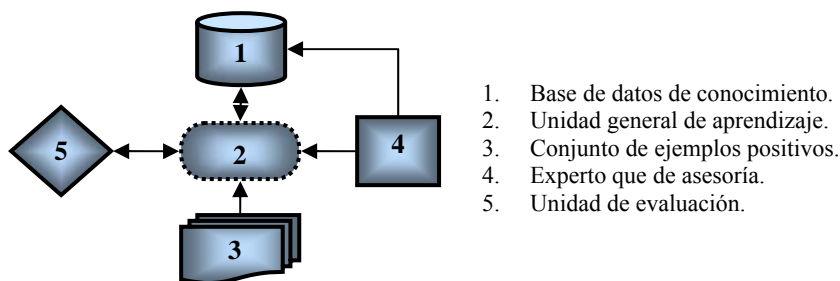 1
5
2
4
3
1. Base de datos de conocimiento.
2. Unidad general de aprendizaje.
3. Conjunto de ejemplos positivos.
4. Experto que de asesoría.
5. Unidad de evaluación.